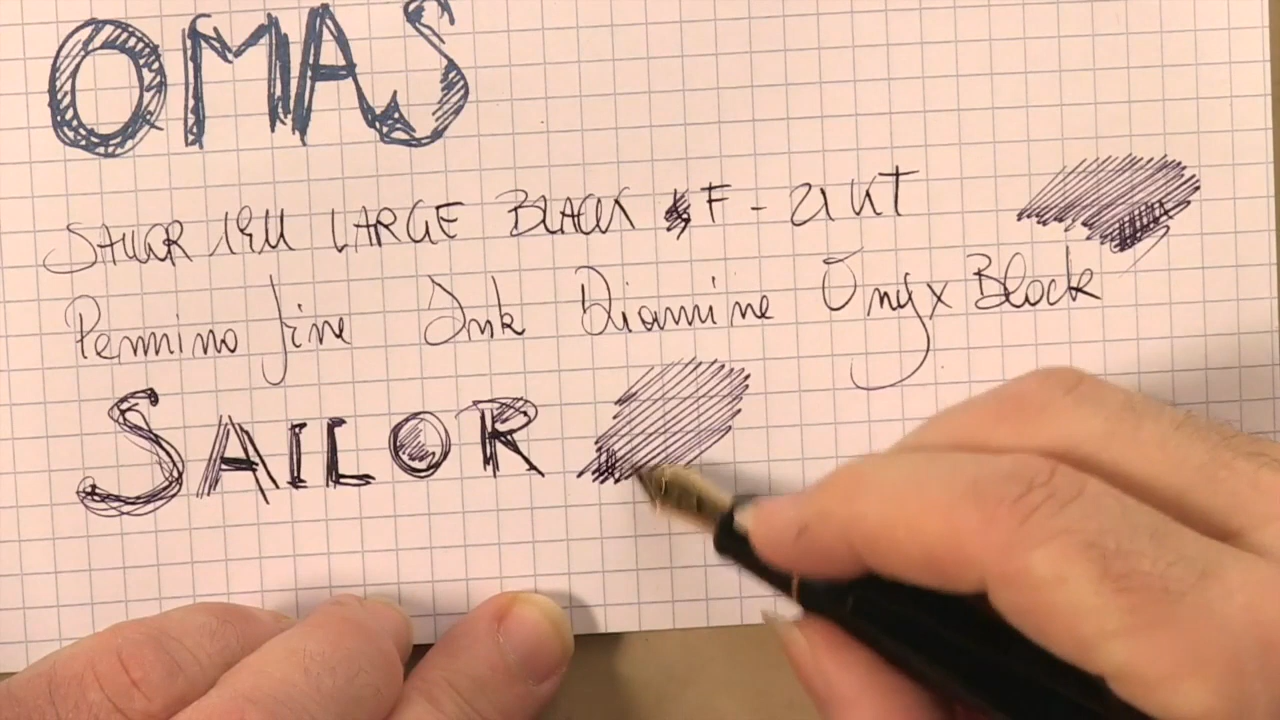 OMAS
SAILOR 1911 LARGE BLACK F - 21 KT
Pennino fine Ink Diamine Onyx Black
SAILOR